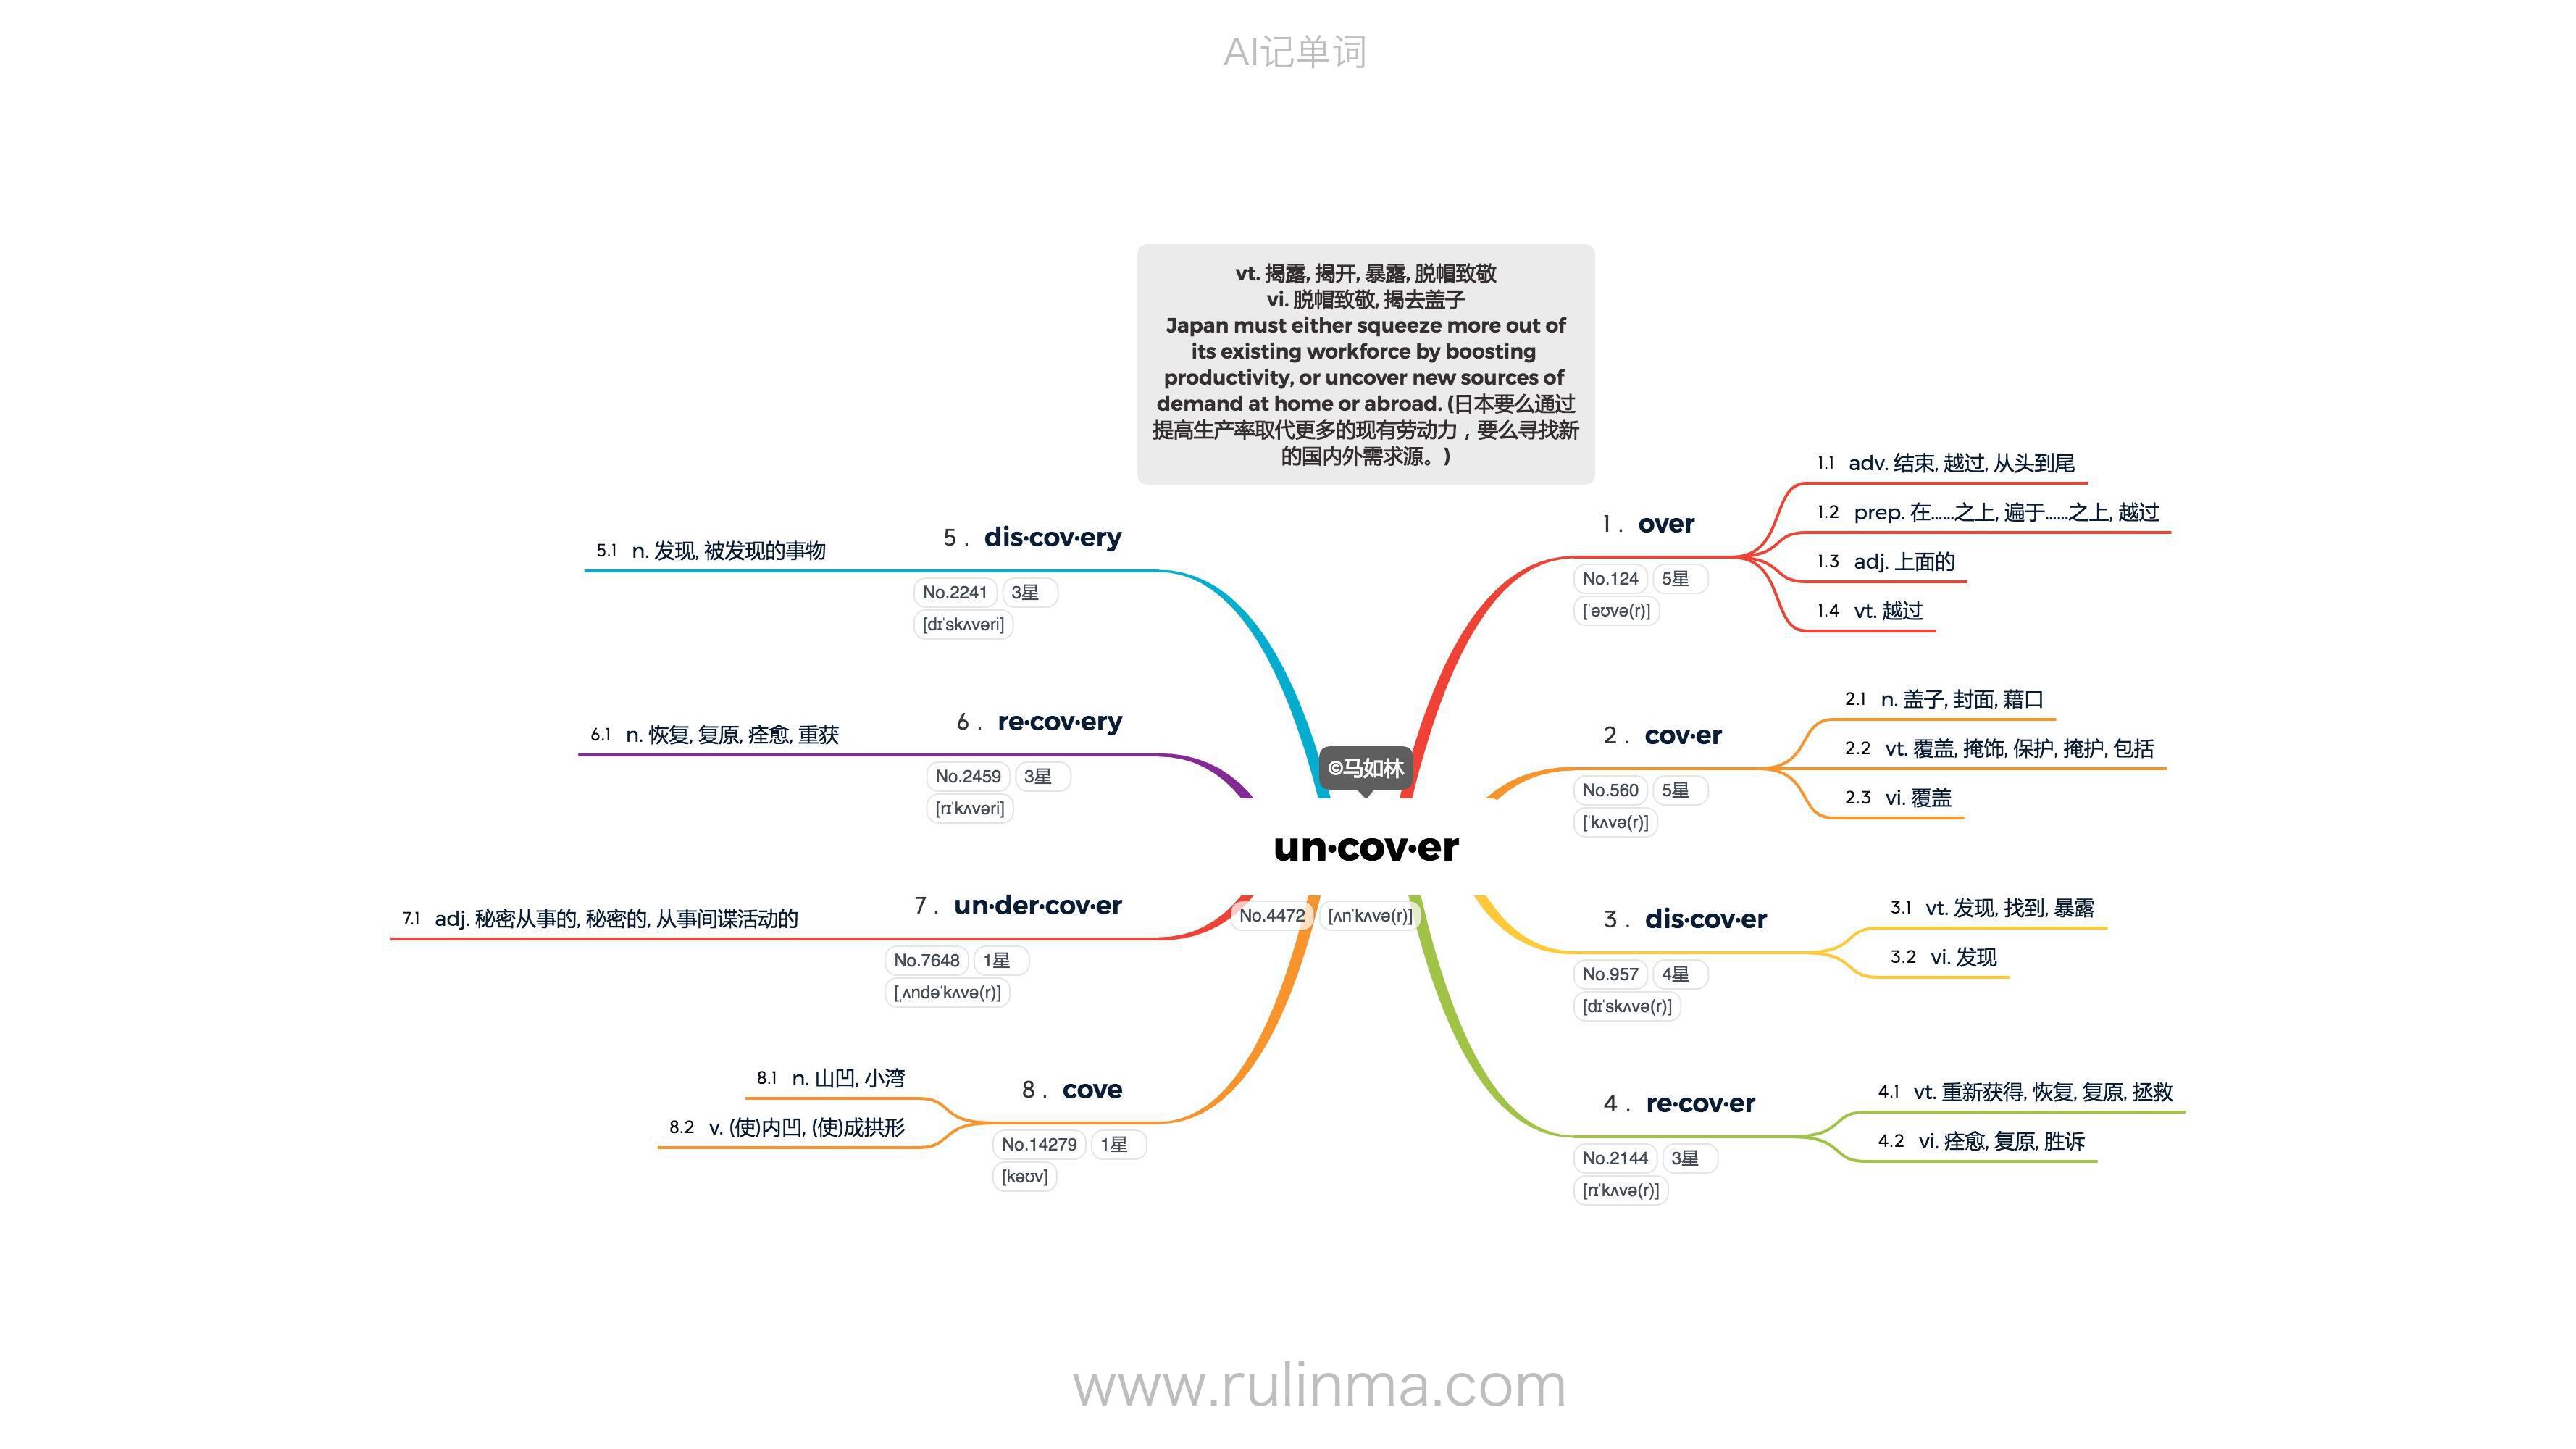 AI记单词
vt. 揭露, 揭开, 暴露, 脱帽致敬
vi. 脱帽致敬, 揭去盖子
Japan must either squeeze more out of
its existing workforce by boosting
productivity, or uncover new sources of
demand at home or abroad. (日本要么通过
提高生产率取代更多的现有劳动力，要么寻找新
的国内外需求源。)
©马如林
un·cov·er
No.4472 [ʌnˈkʌvə(r)]
1 . over
No.124 5星
[ˈəʊvə(r)]
1.1 adv. 结束, 越过, 从头到尾
1.2 prep. 在……之上, 遍于……之上, 越过
1.3 adj. 上面的
1.4 vt. 越过
2 . cov·er
No.560 5星
[ˈkʌvə(r)]
2.1 n. 盖子, 封面, 藉口
2.2 vt. 覆盖, 掩饰, 保护, 掩护, 包括
2.3 vi. 覆盖
3 . dis·cov·er
No.957 4星
[dɪˈskʌvə(r)]
3.1 vt. 发现, 找到, 暴露
3.2 vi. 发现
4 . re·cov·er
No.2144 3星
[rɪˈkʌvə(r)]
4.1 vt. 重新获得, 恢复, 复原, 拯救
4.2 vi. 痊愈, 复原, 胜诉
5 . dis·cov·ery
No.2241 3星
[dɪˈskʌvəri]
5.1 n. 发现, 被发现的事物
6 . re·cov·ery
No.2459 3星
[rɪˈkʌvəri]
6.1 n. 恢复, 复原, 痊愈, 重获
7 . un·der·cov·er
No.7648 1星
[ˌʌndəˈkʌvə(r)]
7.1 adj. 秘密从事的, 秘密的, 从事间谍活动的
8 . cove
No.14279 1星
[kəʊv]
8.1 n. 山凹, 小湾
8.2 v. (使)内凹, (使)成拱形
www.rulinma.com